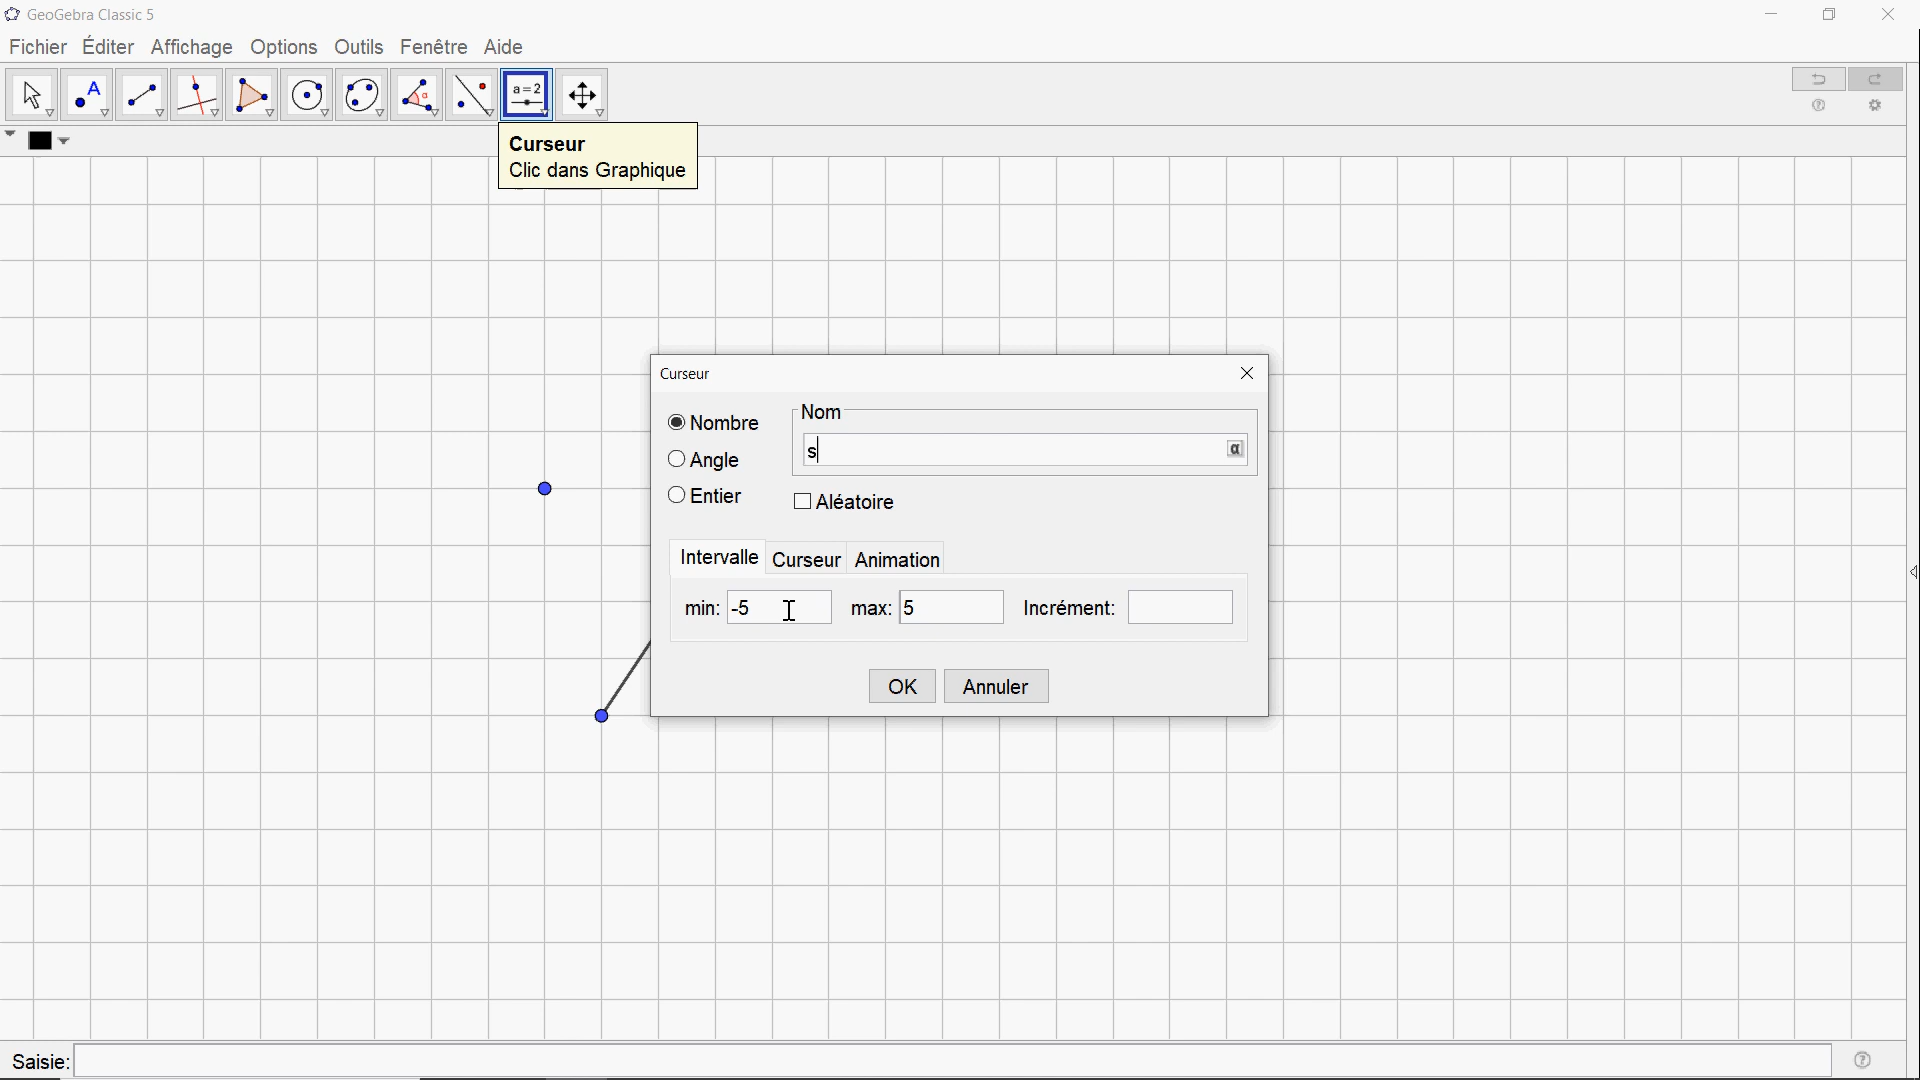 GeoGebra Classic 5
Fichier Éditer Affichage Options Outils Fenêtre Aide
A
α
a=2
Curseur
Clic dans Graphique
Curseur
Nombre
Nom
s
α
Angle
Entier
Aléatoire
Intervalle Curseur Animation
min: -5 max: 5 Incrément:
OK Annuler
Saisie: